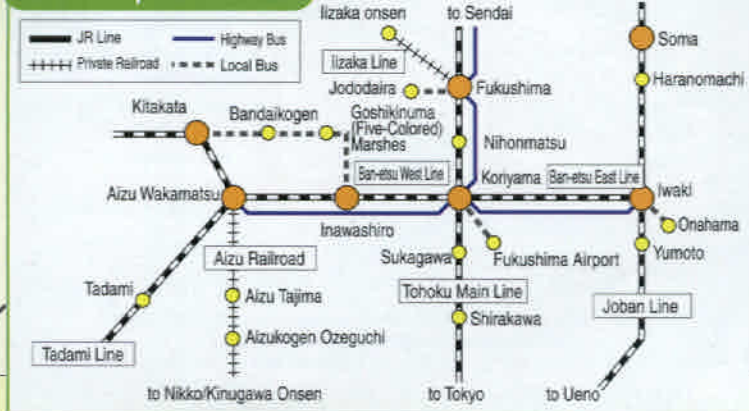 JR Line
Highway Bus
Private Railroad
Local Bus
Iizaka onsen
to Sendai
Soma
Iizaka Line
Fukushima
Haranomachi
Jododaira
Kitakata
Bandaikogen
Goshikinuma
(Five-Colored)
Marshes
Nihonmatsu
Ban-etsu West Line
Koriyama
Ban-etsu East Line
Iwaki
Aizu Wakamatsu
Inawashiro
Onahama
Aizu Railroad
Sukagawa
Fukushima Airport
Yumoto
Tadami
Aizu Tajima
Tohoku Main Line
Joban Line
Shirakawa
Aizukogen Ozeguchi
Tadami Line
to Nikko/Kinugawa Onsen
to Tokyo
to Ueno